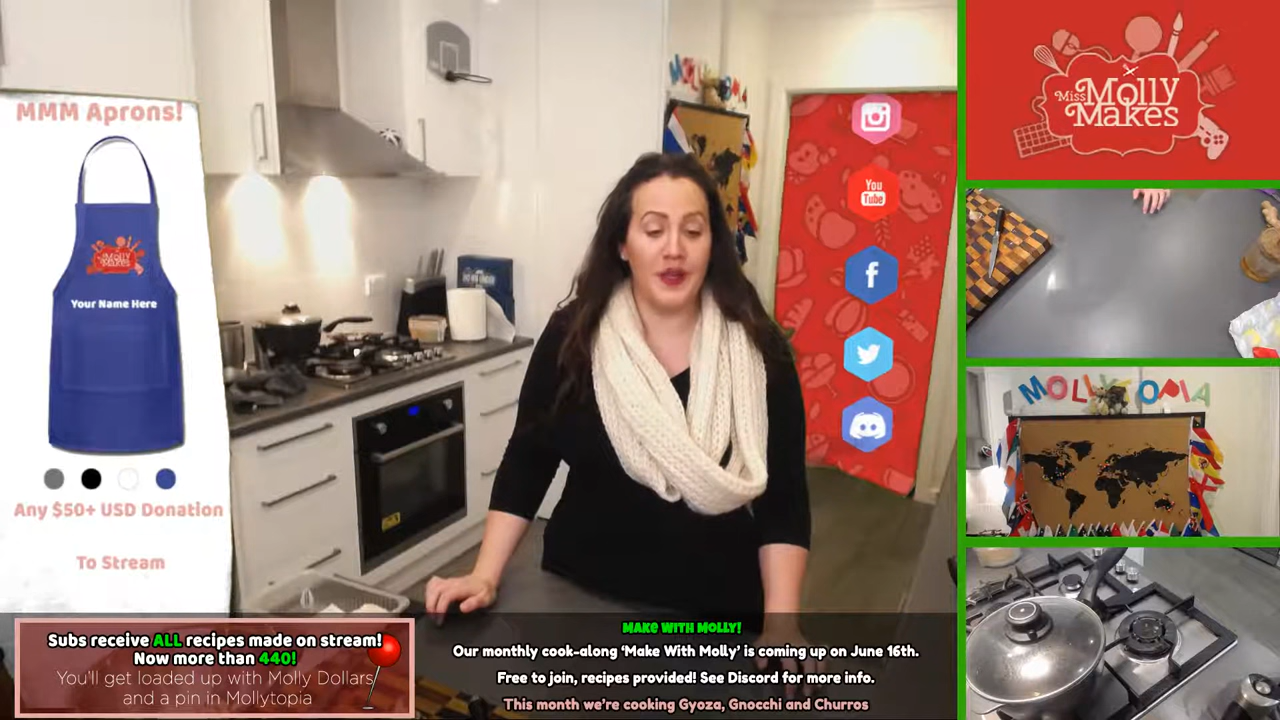 MMM Aprons!
Molly
Makes
Your Name Here
Any $50+ USD Donation
To Stream
You
Tube
Miss Molly
Makes
MOLLYTOPIA
Subs receive ALL recipes made on stream!
Now more than 440!
You'll get loaded up with Molly Dollars
and a pin in Mollytopia
MAKE WITH MOLLY!
Our monthly cook-along 'Make With Molly' is coming up on June 16th.
Free to join, recipes provided! See Discord for more info.
This month we're cooking Gyoza, Gnocchi and Churros